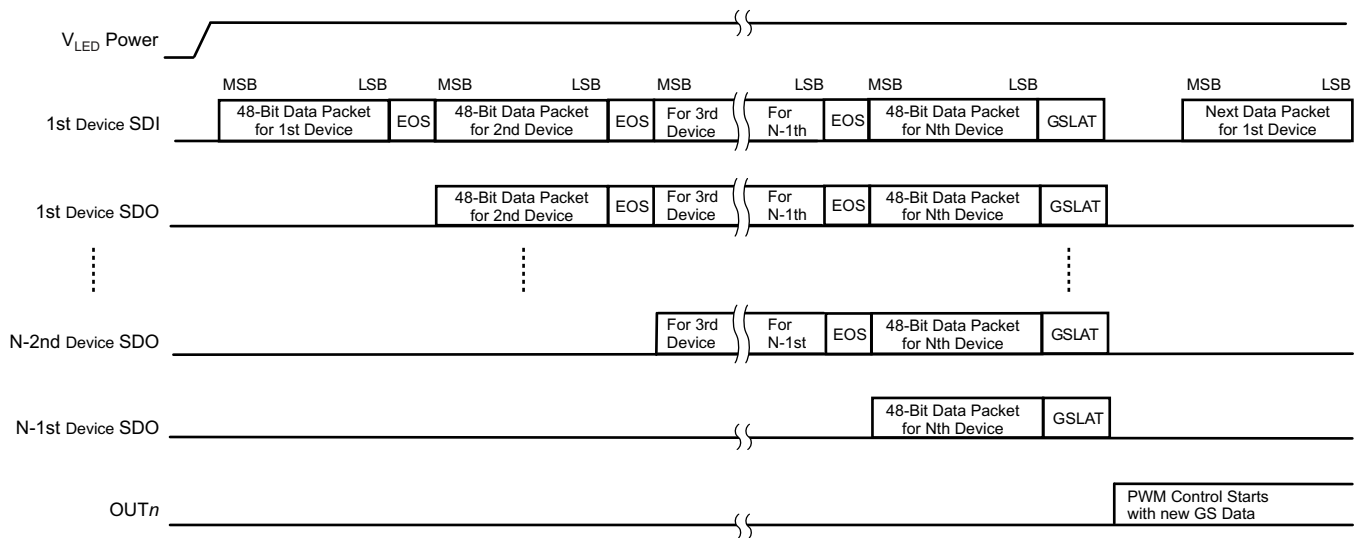 VLED Power
MSB LSB MSB LSB MSB LSB MSB LSB MSB LSB
1st Device SDI
48-Bit Data Packet
for 1st Device
EOS
48-Bit Data Packet
for 2nd Device
EOS
For 3rd
Device
For
N-1th
EOS
48-Bit Data Packet
for Nth Device
GSLAT
Next Data Packet
for 1st Device
1st Device SDO
48-Bit Data Packet
for 2nd Device
EOS
For 3rd
Device
For
N-1th
EOS
48-Bit Data Packet
for Nth Device
GSLAT
N-2nd Device SDO
For 3rd
Device
For
N-1st
EOS
48-Bit Data Packet
for Nth Device
GSLAT
N-1st Device SDO
48-Bit Data Packet
for Nth Device
GSLAT
OUTn
PWM Control Starts
with new GS Data